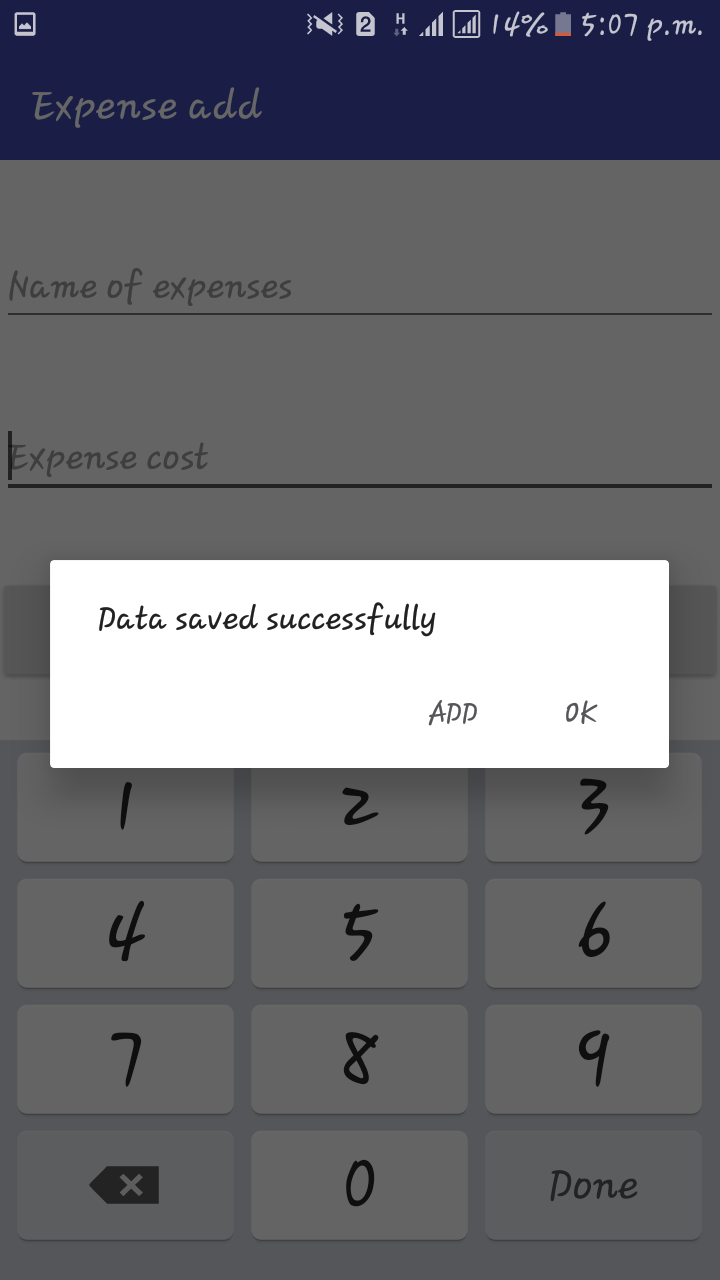 2 H 14% 5:07 p.m.
Expense add
Name of expenses
Expense cost
Data saved successfully
ADD OK
1 2 3
4 5 6
7 8 9
0 Done